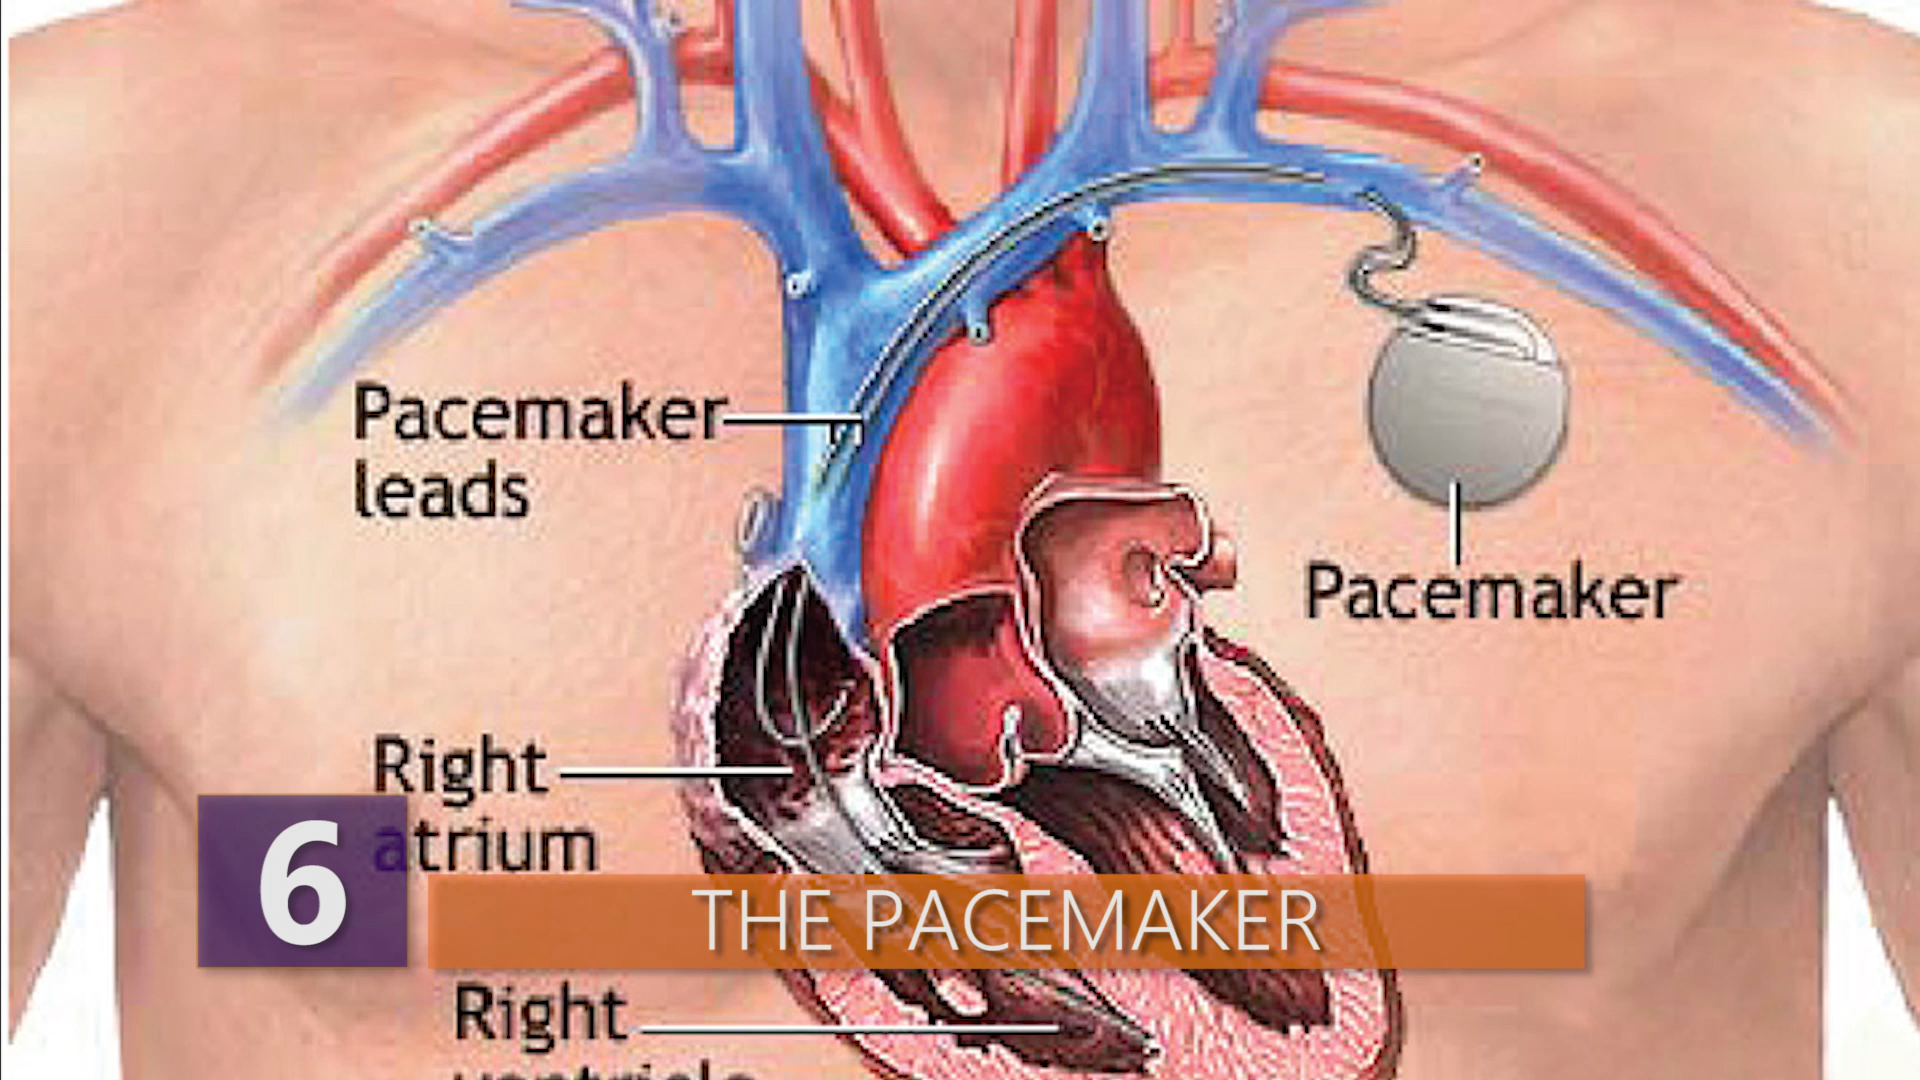 Pacemaker
leads
Pacemaker
Right
atrium
6
THE PACEMAKER
Right